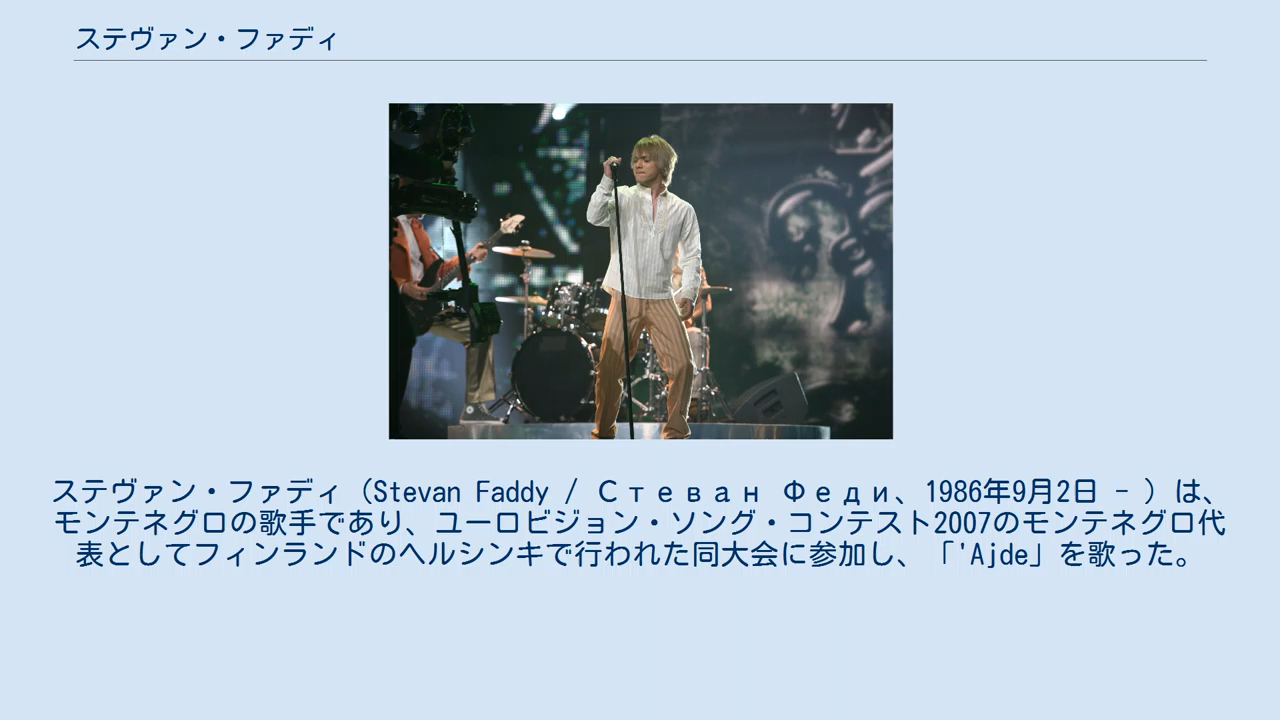 ステヴァン・ファディ
ステヴァン・ファディ（Stevan Faddy / Стеван Феди、1986年9月2日 - ）は、
モンテネグロの歌手であり、ユーロビジョン・ソング・コンテスト2007のモンテネグロ代
表としてフィンランドのヘルシンキで行われた同大会に参加し、「'Ajde」を歌った。